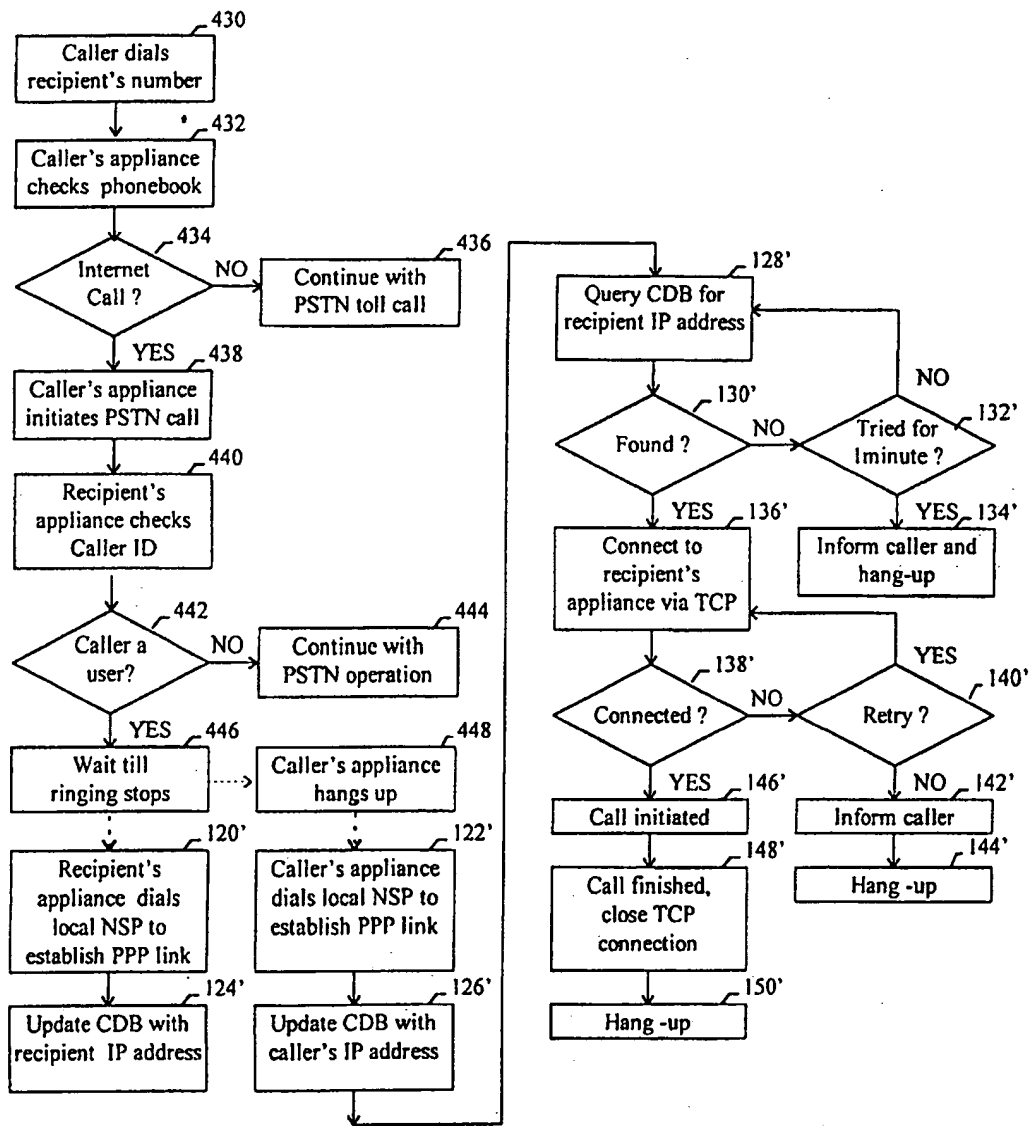 430
Caller dials
recipient's number
432
Caller's appliance
checks phonebook
434
Internet
Call ?
NO
436
Continue with
PSTN toll call
YES
438
Caller's appliance
initiates PSTN call
440
Recipient's
appliance checks
Caller ID
442
Caller a
user?
NO
444
Continue with
PSTN operation
YES
446
Wait till
ringing stops
448
Caller's appliance
hangs up
120'
Recipient's
appliance dials
local NSP to
establish PPP link
122'
Caller's appliance
dials local NSP to
establish PPP link
124'
Update CDB with
recipient IP address
126'
Update CDB with
caller's IP address
128'
Query CDB for
recipient IP address
130'
Found ?
NO
NO
132'
Tried for
1minute ?
YES
134'
Inform caller and
hang-up
YES
136'
Connect to
recipient's
appliance via TCP
138'
Connected ?
NO
YES
140'
Retry ?
NO
142'
Inform caller
144'
Hang -up
YES
146'
Call initiated
148'
Call finished,
close TCP
connection
150'
Hang -up